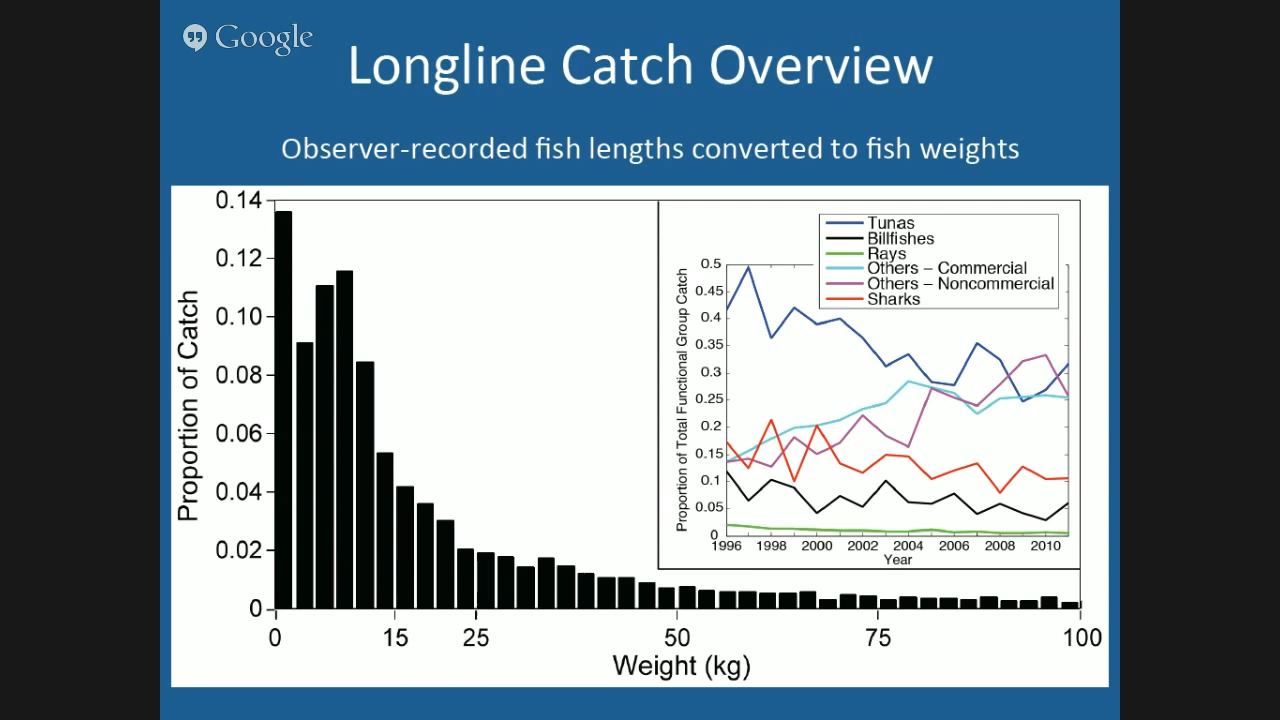 Google
Longline Catch Overview
Observer-recorded fish lengths converted to fish weights
0.14
0.12
0.10
0.08
0.06
0.04
0.02
0
Proportion of Catch
0 15 25 50 75 100
Weight (kg)
Tunas
Billfishes
Rays
Others – Commercial
Others – Noncommercial
Sharks
0.5
0.45
0.4
0.35
0.3
0.25
0.2
0.15
0.1
0.05
0
Proportion of Total Functional Group Catch
1996 1998 2000 2002 2004 2006 2008 2010
Year